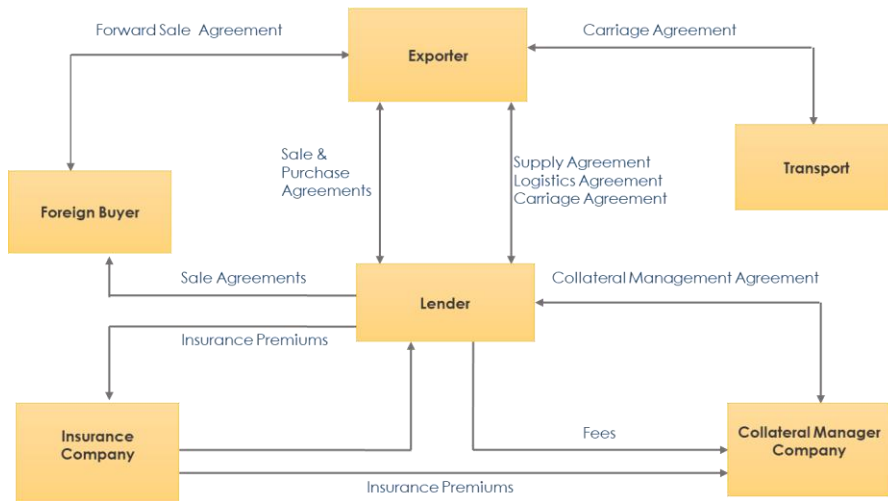 Forward Sale Agreement
Carriage Agreement
Exporter
Sale &
Purchase
Agreements
Supply Agreement
Logistics Agreement
Carriage Agreement
Transport
Foreign Buyer
Sale Agreements
Lender
Collateral Management Agreement
Insurance Premiums
Insurance
Company
Fees
Collateral Manager
Company
Insurance Premiums